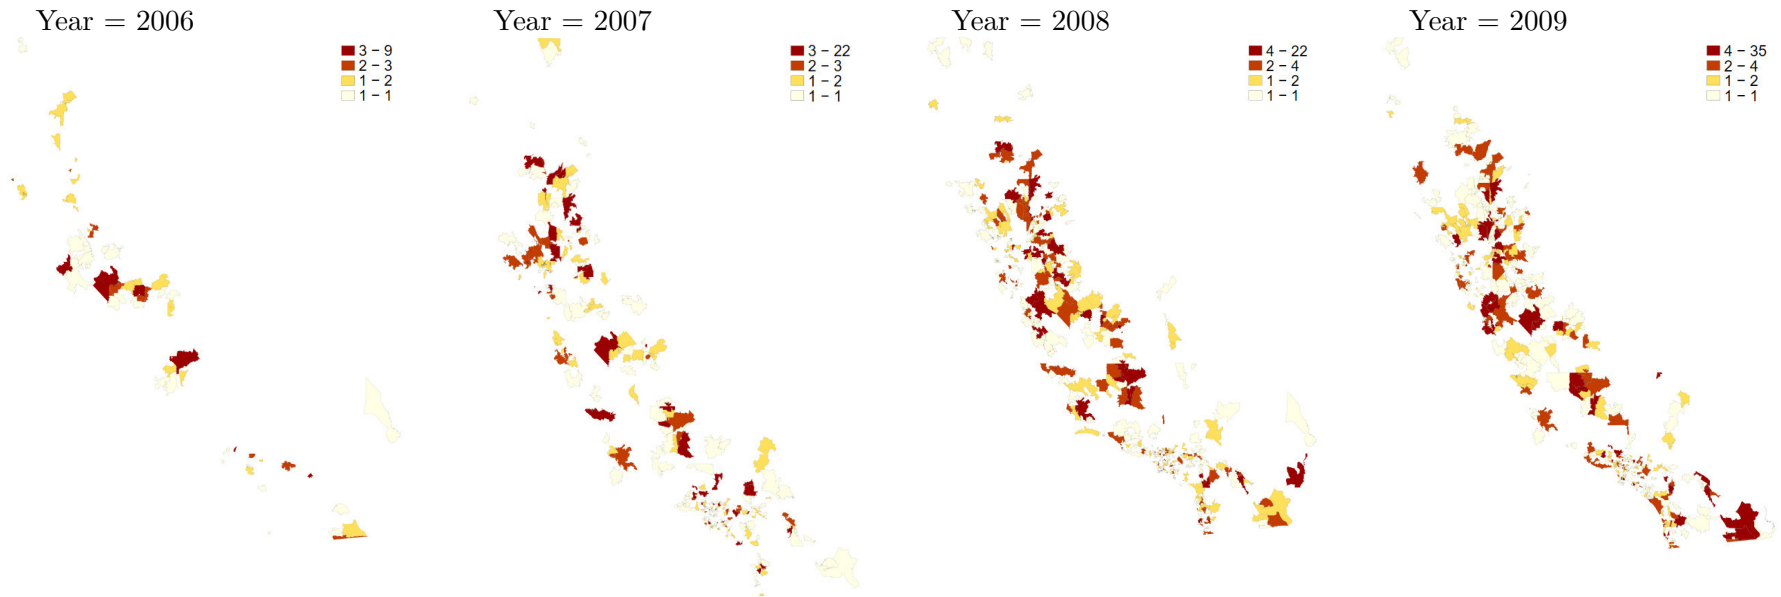 Year = 2006
3 − 9
2 − 3
1 − 2
1 − 1
Year = 2007
3 − 22
2 − 3
1 − 2
1 − 1
Year = 2008
4 − 22
2 − 4
1 − 2
1 − 1
Year = 2009
4 − 35
2 − 4
1 − 2
1 − 1